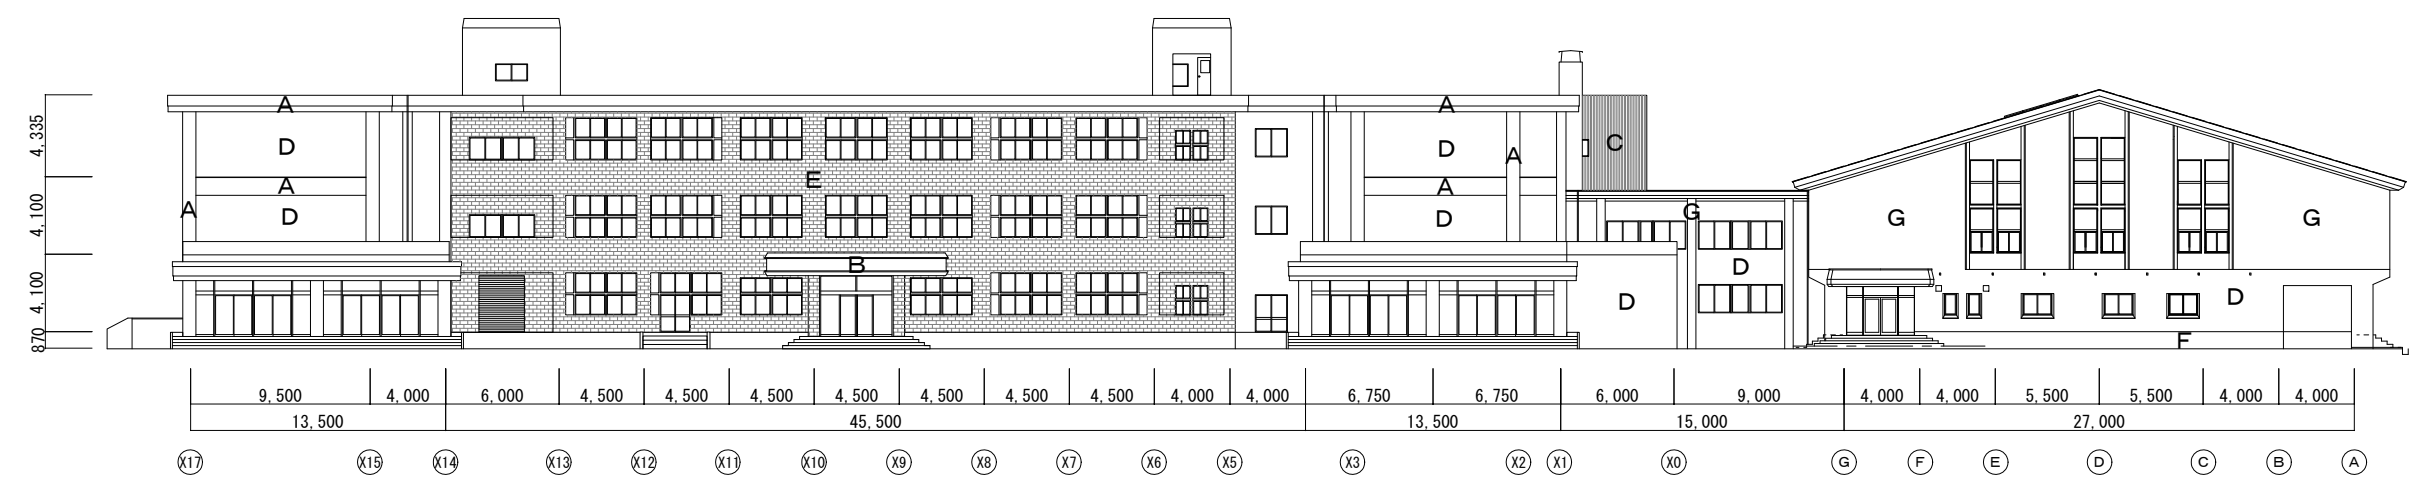 A A
D D A C
4,335
E A A
4,100 A D D G G G
B D
4,100 D D
870 F
9,500 4,000 6,000 4,500 4,500 4,500 4,500 4,500 4,500 4,500 4,000 4,000 6,750 6,750 6,000 9,000 4,000 4,000 5,500 5,500 4,000 4,000
13,500 45,500 13,500 15,000 27,000
X17 X15 X14 X13 X12 X11 X10 X9 X8 X7 X6 X5 X3 X2 X1 X0 G F E D C B A